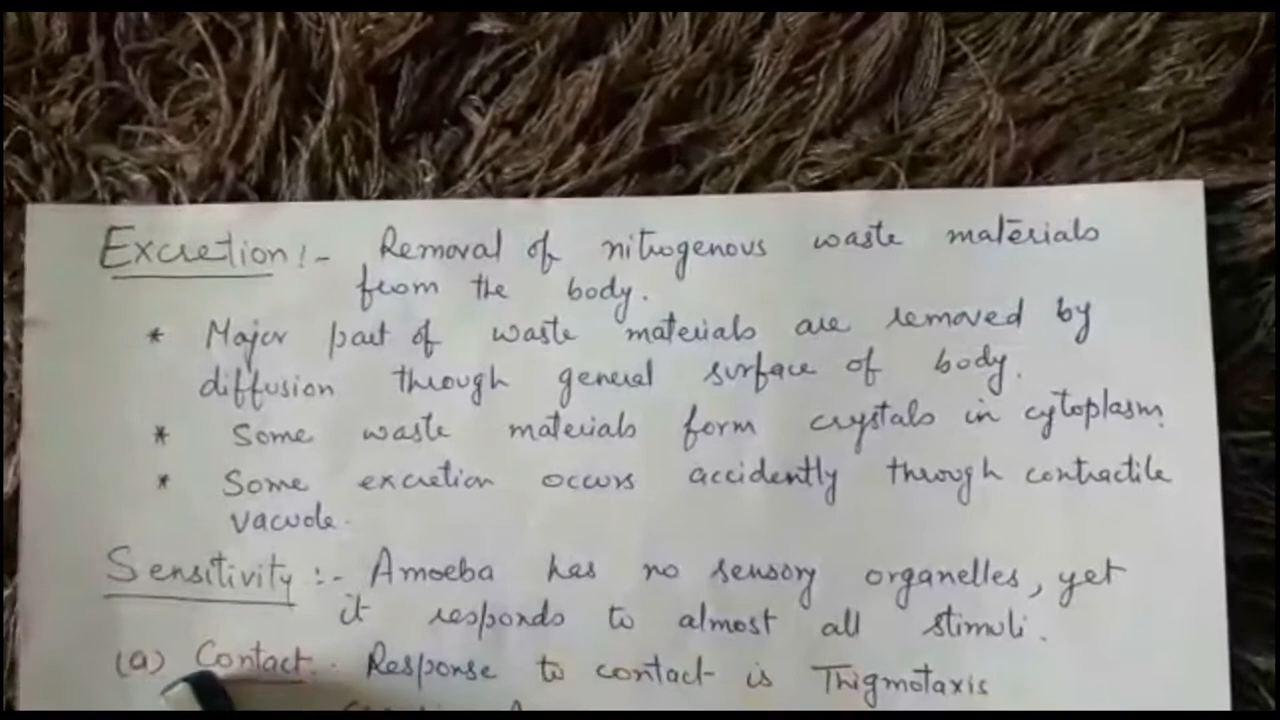 Excretion :- Removal of nitrogenous waste materials
from the body.
* Major part of waste materials are removed by
diffusion through general surface of body.
* Some waste materials form crystals in cytoplasm.
* Some excretion occurs accidently through contractile
vacuole.
Sensitivity :- Amoeba has no sensory organelles, yet
it responds to almost all stimuli.
(a) Contact. Response to contact is Thigmotaxis